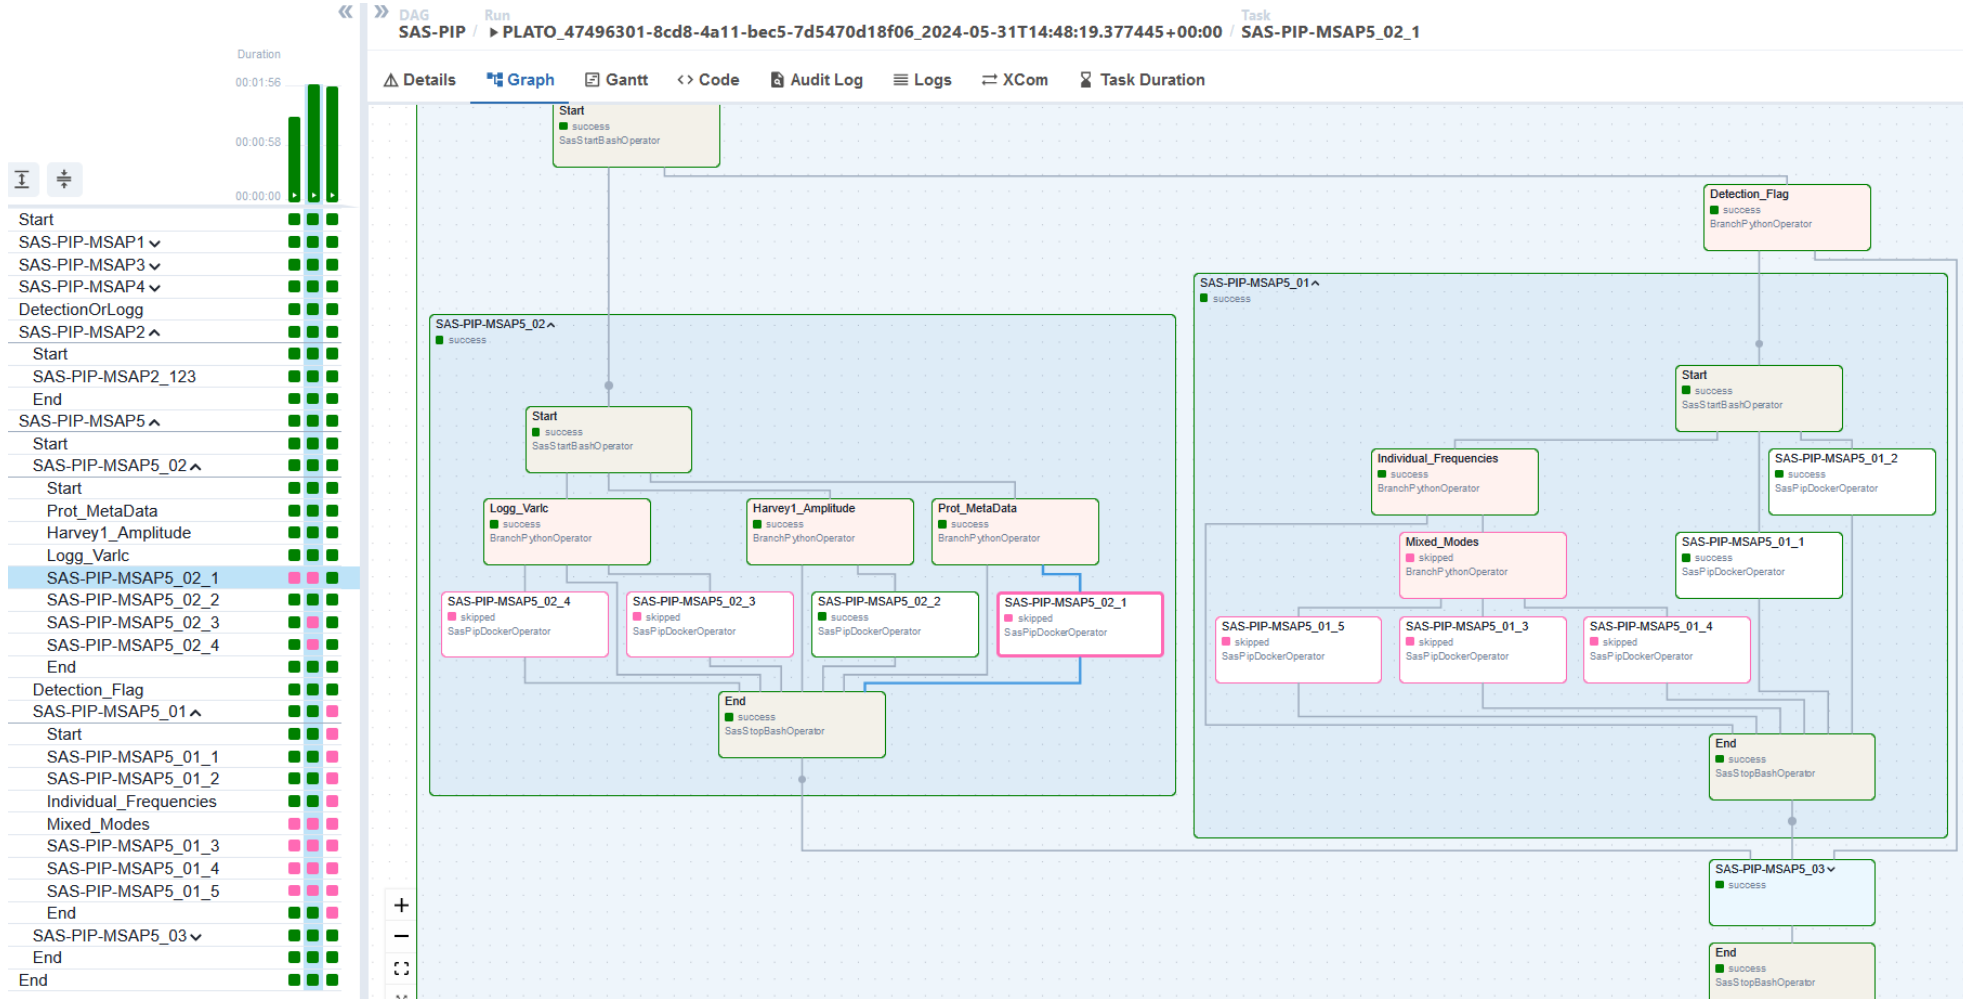 DAG
SAS-PIP
/
Run
PLATO_47496301-8cd8-4a11-bec5-7d5470d18f06_2024-05-31T14:48:19.377445+00:00
/
Task
SAS-PIP-MSAP5_02_1
Details
Graph
Gantt
Code
Audit Log
Logs
XCom
Task Duration
Duration
00:01:56
00:00:58
00:00:00
Start
SAS-PIP-MSAP1
SAS-PIP-MSAP3
SAS-PIP-MSAP4
DetectionOrLogg
SAS-PIP-MSAP2
Start
SAS-PIP-MSAP2_123
End
SAS-PIP-MSAP5
Start
SAS-PIP-MSAP5_02
Start
Prot_MetaData
Harvey1_Amplitude
Logg_Varlc
SAS-PIP-MSAP5_02_1
SAS-PIP-MSAP5_02_2
SAS-PIP-MSAP5_02_3
SAS-PIP-MSAP5_02_4
End
Detection_Flag
SAS-PIP-MSAP5_01
Start
SAS-PIP-MSAP5_01_1
SAS-PIP-MSAP5_01_2
Individual_Frequencies
Mixed_Modes
SAS-PIP-MSAP5_01_3
SAS-PIP-MSAP5_01_4
SAS-PIP-MSAP5_01_5
End
SAS-PIP-MSAP5_03
End
End
Start
success
SasStartBashOperator
Detection_Flag
success
BranchPythonOperator
SAS-PIP-MSAP5_02
success
Start
success
SasStartBashOperator
Logg_Varlc
success
BranchPythonOperator
Harvey1_Amplitude
success
BranchPythonOperator
Prot_MetaData
success
BranchPythonOperator
SAS-PIP-MSAP5_02_4
skipped
SasPipDockerOperator
SAS-PIP-MSAP5_02_3
skipped
SasPipDockerOperator
SAS-PIP-MSAP5_02_2
success
SasPipDockerOperator
SAS-PIP-MSAP5_02_1
skipped
SasPipDockerOperator
End
success
SasStopBashOperator
SAS-PIP-MSAP5_01
success
Start
success
SasStartBashOperator
Individual_Frequencies
success
BranchPythonOperator
SAS-PIP-MSAP5_01_2
success
SasPipDockerOperator
Mixed_Modes
skipped
BranchPythonOperator
SAS-PIP-MSAP5_01_1
success
SasPipDockerOperator
SAS-PIP-MSAP5_01_5
skipped
SasPipDockerOperator
SAS-PIP-MSAP5_01_3
skipped
SasPipDockerOperator
SAS-PIP-MSAP5_01_4
skipped
SasPipDockerOperator
End
success
SasStopBashOperator
SAS-PIP-MSAP5_03
success
End
success
SasStopBashOperator